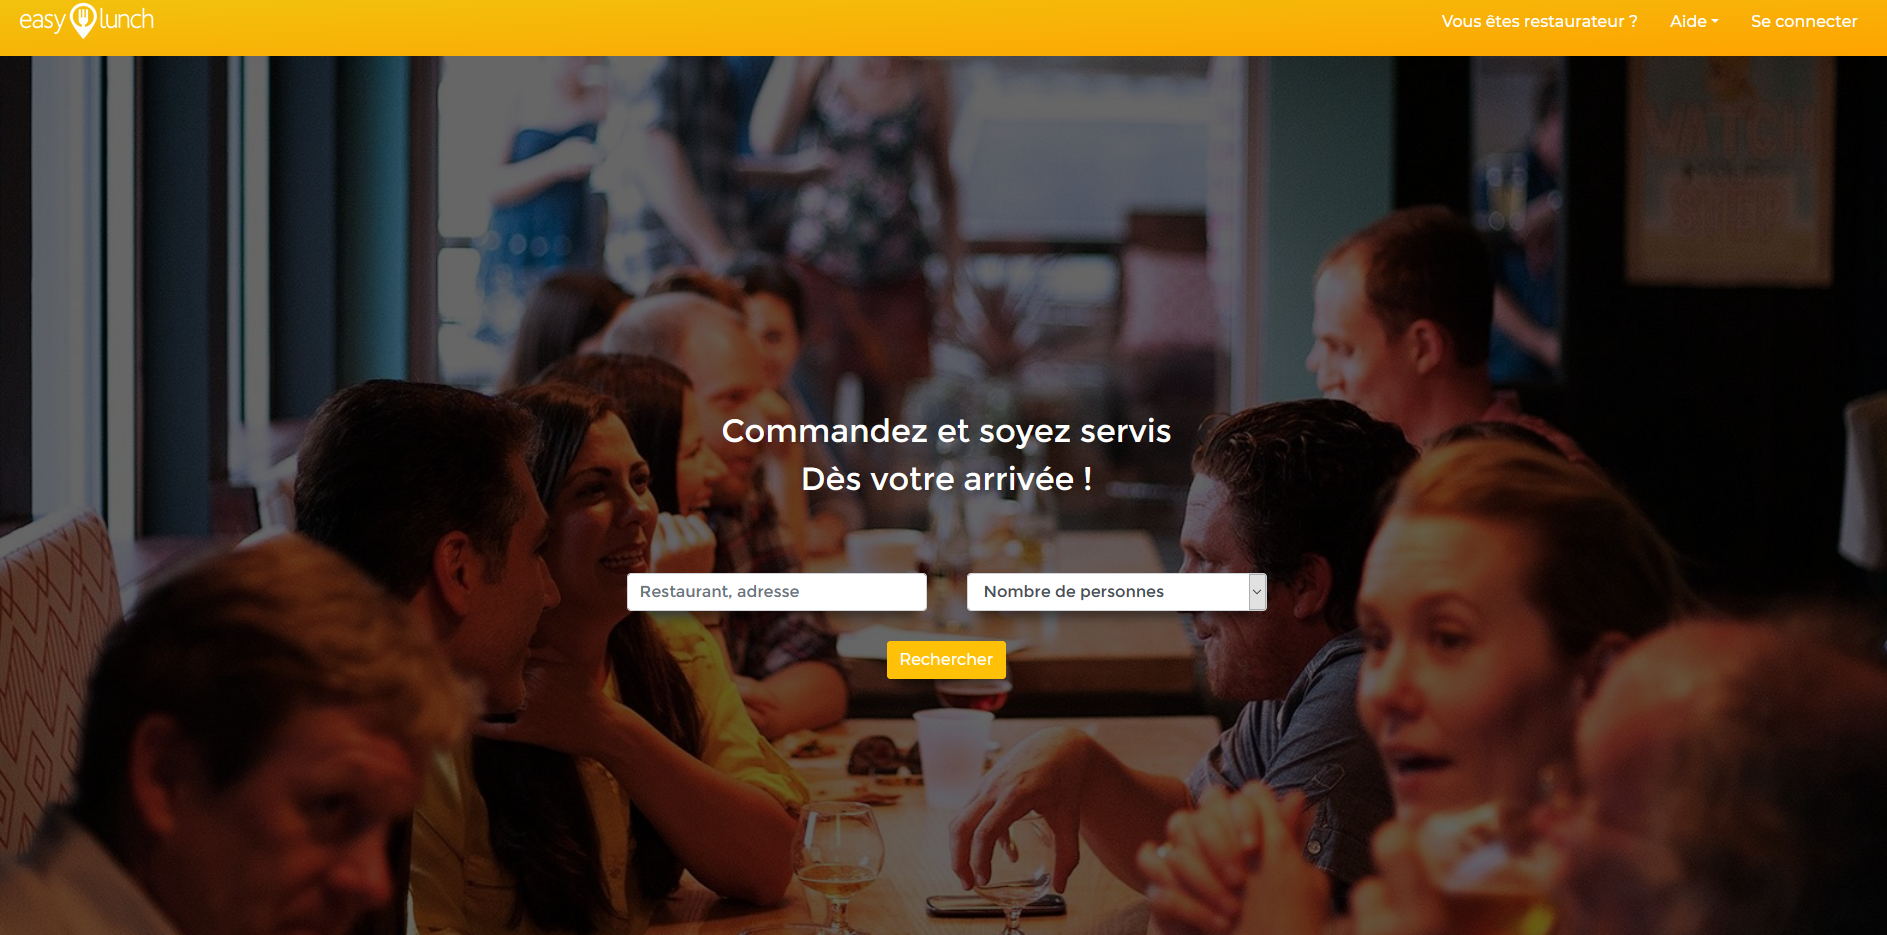 easy lunch
Vous êtes restaurateur ?
Aide
Se connecter
Commandez et soyez servis
Dès votre arrivée !
Restaurant, adresse
Nombre de personnes
Rechercher
WATCH